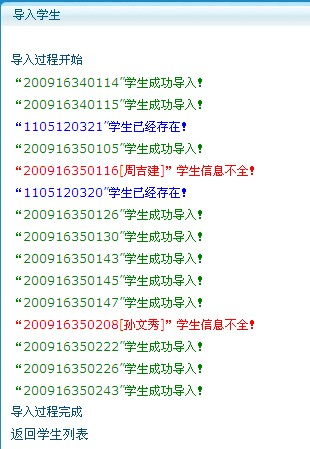 导入学生
导入过程开始
“200916340114”学生成功导入！
“200916340115”学生成功导入！
“1105120321”学生已经存在！
“200916350105”学生成功导入！
“200916350116[周吉建]”学生信息不全！
“1105120320”学生已经存在！
“200916350126”学生成功导入！
“200916350130”学生成功导入！
“200916350143”学生成功导入！
“200916350145”学生成功导入！
“200916350147”学生成功导入！
“200916350208[孙文秀]”学生信息不全！
“200916350222”学生成功导入！
“200916350226”学生成功导入！
“200916350243”学生成功导入！
导入过程完成
返回学生列表